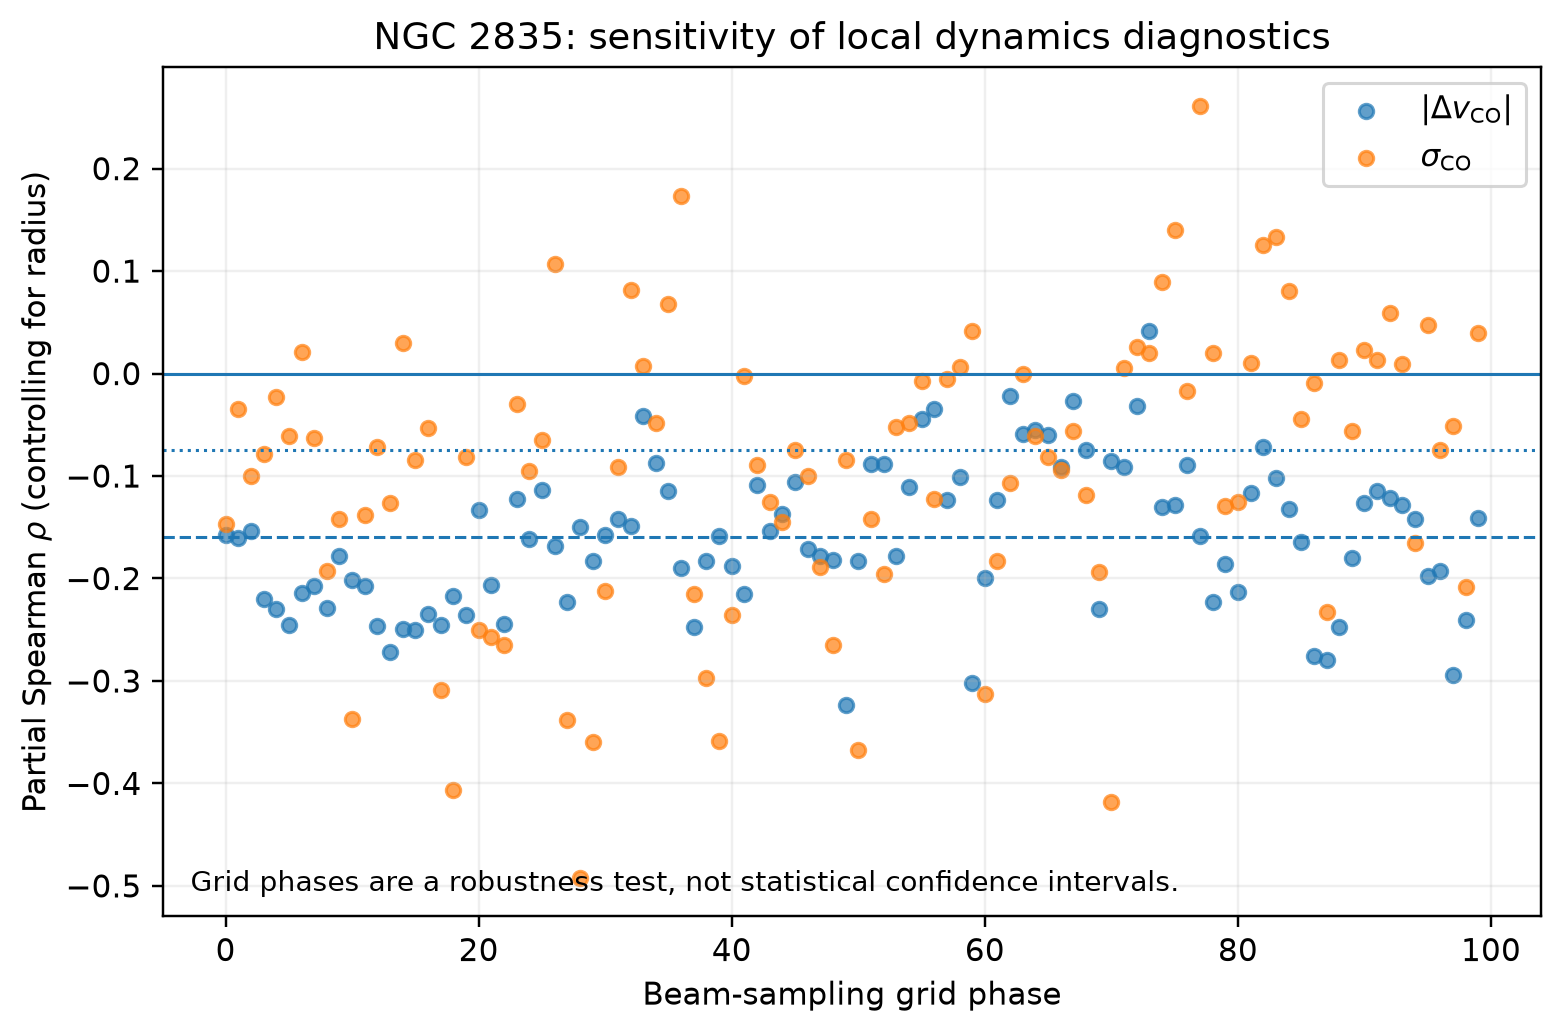 NGC 2835: sensitivity of local dynamics diagnostics
|Δv_CO|
σ_CO
Partial Spearman ρ (controlling for radius)
0.2
0.1
0.0
−0.1
−0.2
−0.3
−0.4
−0.5
Grid phases are a robustness test, not statistical confidence intervals.
0 20 40 60 80 100
Beam-sampling grid phase